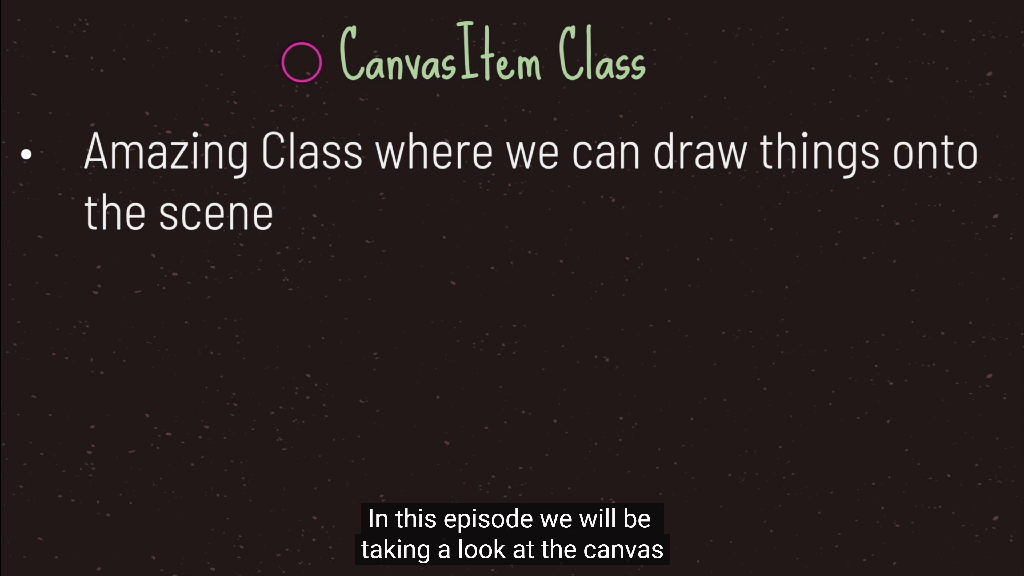 CanvasItem Class
• Amazing Class where we can draw things onto
the scene
In this episode we will be
taking a look at the canvas